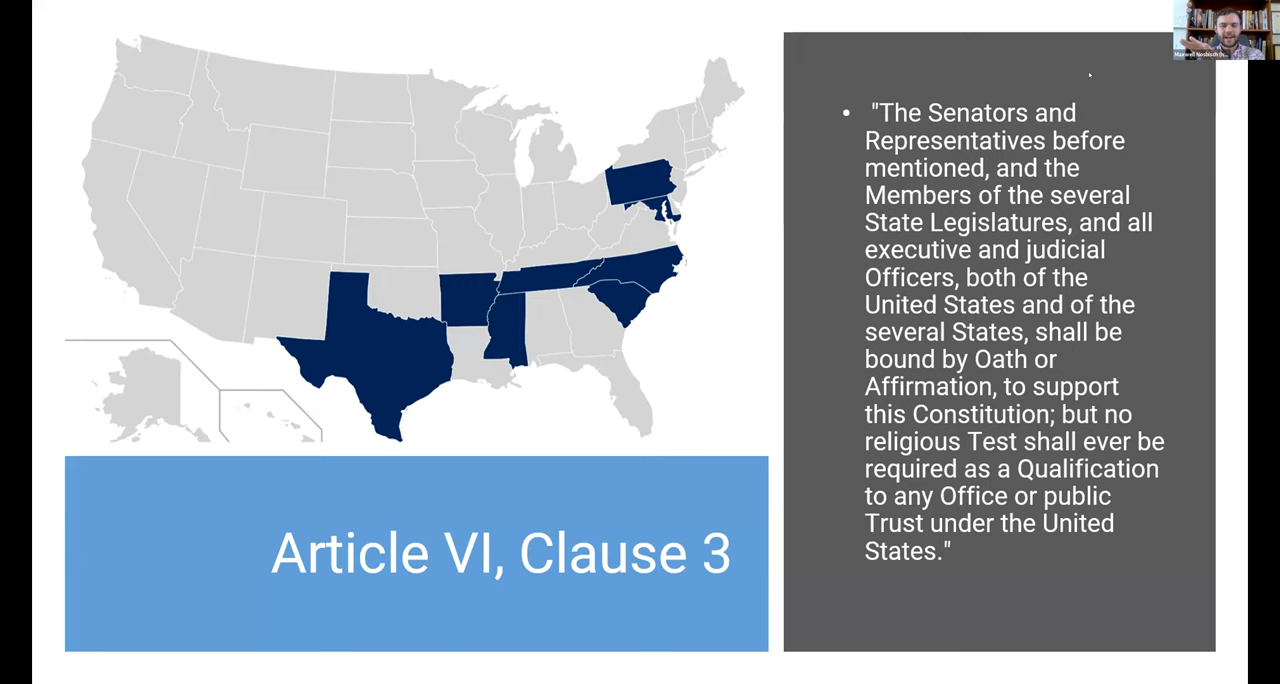 Article VI, Clause 3
• "The Senators and
Representatives before
mentioned, and the
Members of the several
State Legislatures, and all
executive and judicial
Officers, both of the
United States and of the
several States, shall be
bound by Oath or
Affirmation, to support
this Constitution; but no
religious Test shall ever be
required as a Qualification
to any Office or public
Trust under the United
States."
Maxwell